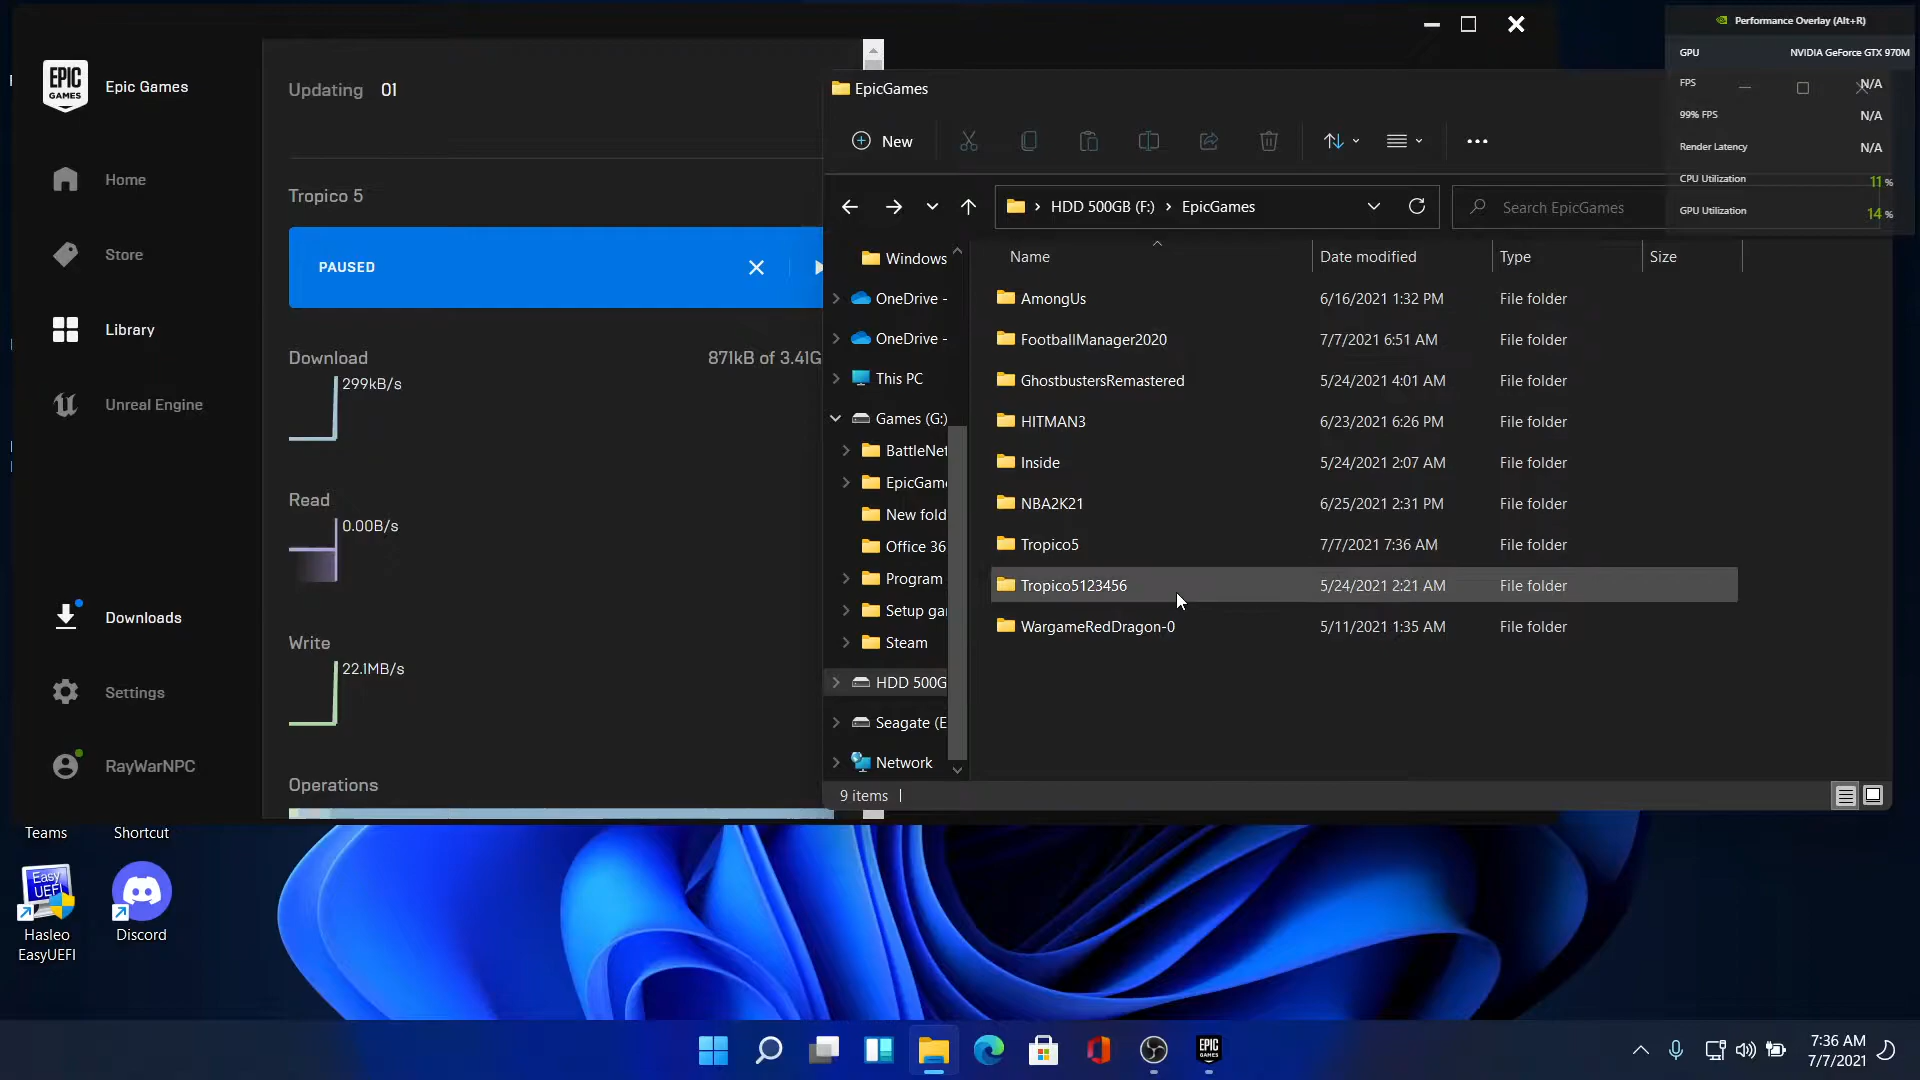 EPIC GAMES
Epic Games
Home
Store
Library
Unreal Engine
Downloads
Settings
RayWarNPC
Updating 01
Tropico 5
PAUSED
Download
871kB of 3.41G
299kB/s
Read
0.00B/s
Write
22.1MB/s
Operations
EpicGames
New
HDD 500GB (F:) › EpicGames
Search EpicGames
Windows
OneDrive -
OneDrive -
This PC
Games (G:)
BattleNet
EpicGame
New fold
Office 36
Program
Setup gar
Steam
HDD 500G
Seagate (E
Network
Name Date modified Type Size
AmongUs 6/16/2021 1:32 PM File folder
FootballManager2020 7/7/2021 6:51 AM File folder
GhostbustersRemastered 5/24/2021 4:01 AM File folder
HITMAN3 6/23/2021 6:26 PM File folder
Inside 5/24/2021 2:07 AM File folder
NBA2K21 6/25/2021 2:31 PM File folder
Tropico5 7/7/2021 7:36 AM File folder
Tropico5123456 5/24/2021 2:21 AM File folder
WargameRedDragon-0 5/11/2021 1:35 AM File folder
9 items
Performance Overlay (Alt+R)
GPU NVIDIA GeForce GTX 970M
FPS N/A
99% FPS N/A
Render Latency N/A
CPU Utilization 11 %
GPU Utilization 14 %
Teams
Shortcut
Easy UEFI
Hasleo EasyUEFI
Discord
EPIC GAMES
7:36 AM
7/7/2021